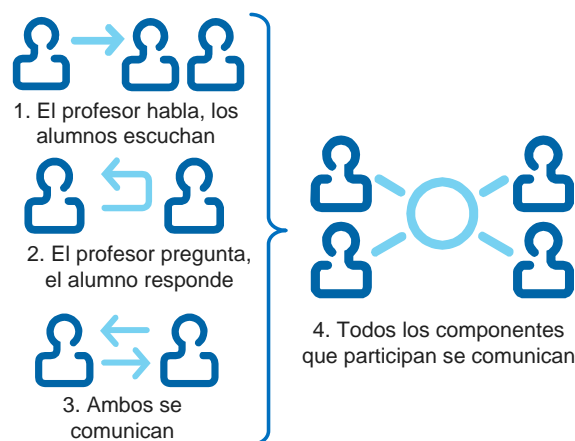 1. El profesor habla, los
alumnos escuchan
2. El profesor pregunta,
el alumno responde
3. Ambos se
comunican
4. Todos los componentes
que participan se comunican